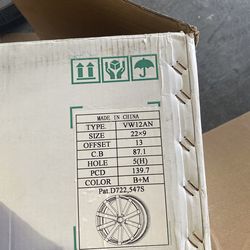 MADE IN CHINA
TYPE. VW12AN
SIZE 22×9
OFFSET 13
C.B 87.1
HOLE 5(H)
PCD 139.7
COLOR B+M
Pat.D722,547S